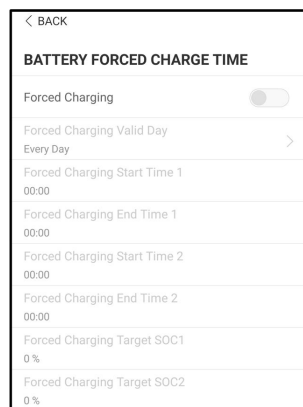 < BACK
BATTERY FORCED CHARGE TIME
Forced Charging
Forced Charging Valid Day
Every Day
Forced Charging Start Time 1
00:00
Forced Charging End Time 1
00:00
Forced Charging Start Time 2
00:00
Forced Charging End Time 2
00:00
Forced Charging Target SOC1
0 %
Forced Charging Target SOC2
0 %